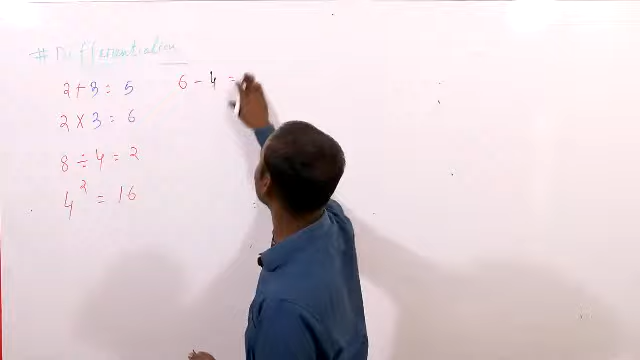 # Differentiation
2 + 3 = 5
6 - 4 =
2 × 3 = 6
8 ÷ 4 = 2
4² = 16